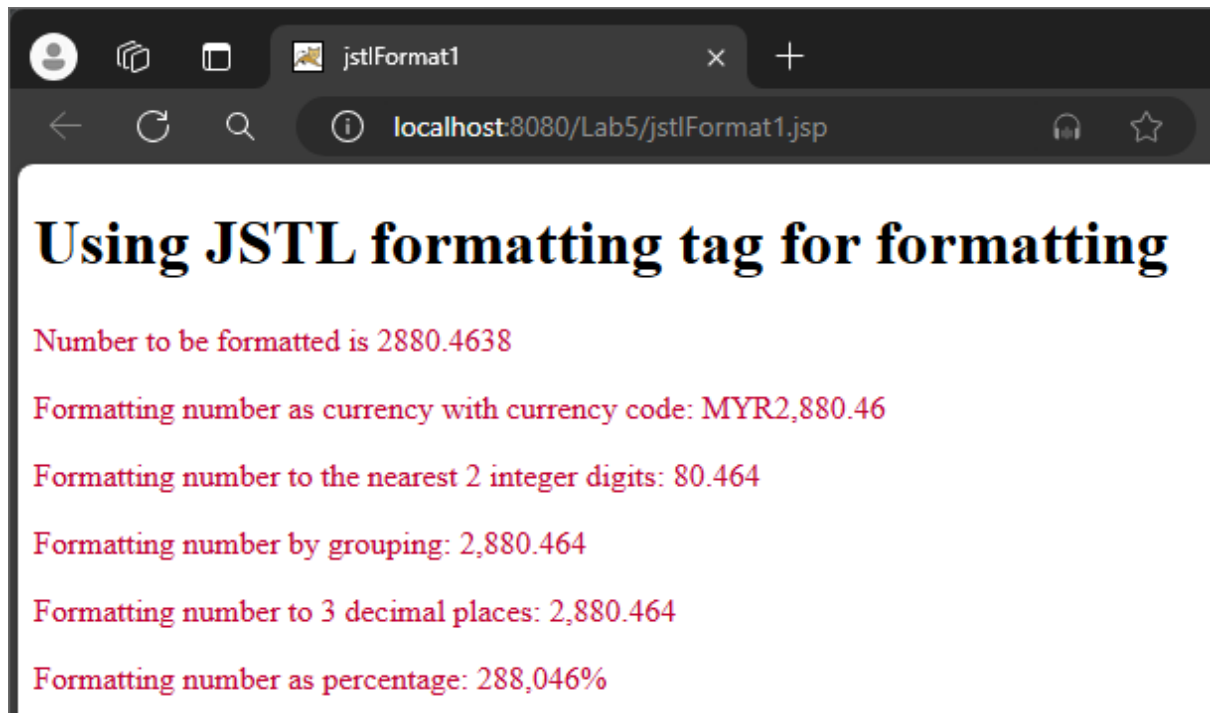 jstlFormat1
localhost:8080/Lab5/jstlFormat1.jsp
Using JSTL formatting tag for formatting
Number to be formatted is 2880.4638
Formatting number as currency with currency code: MYR2,880.46
Formatting number to the nearest 2 integer digits: 80.464
Formatting number by grouping: 2,880.464
Formatting number to 3 decimal places: 2,880.464
Formatting number as percentage: 288,046%